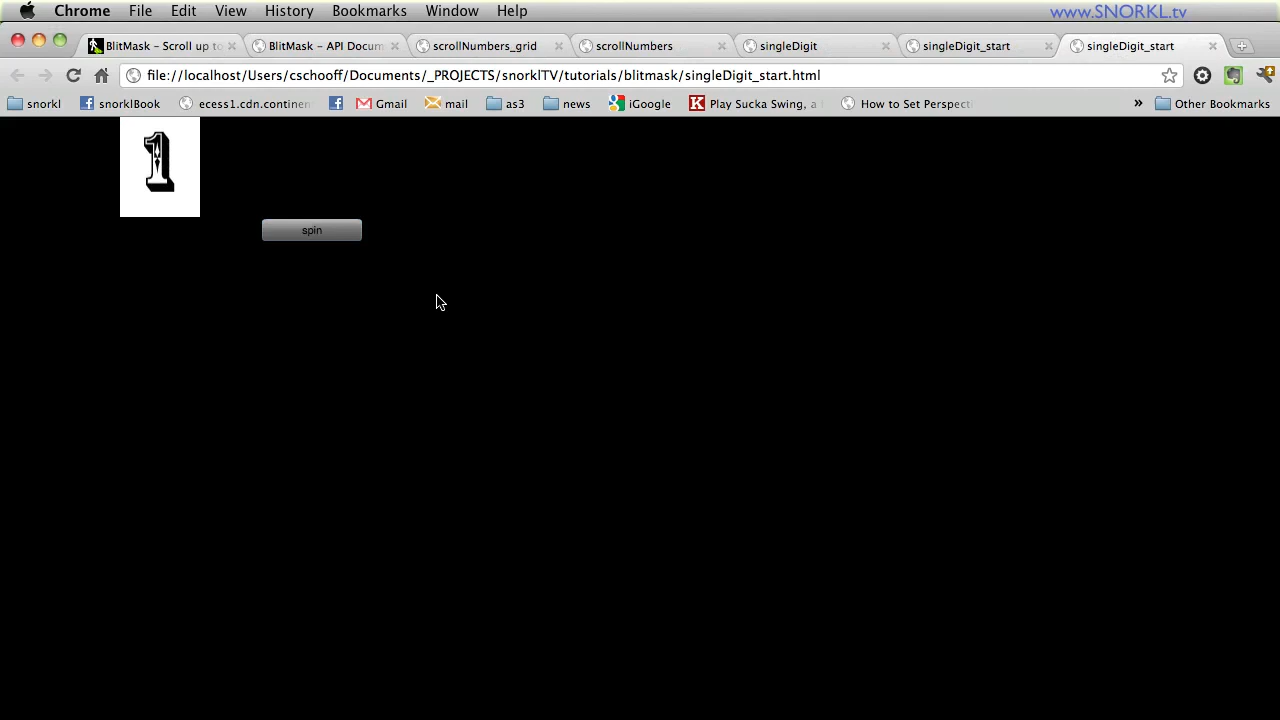 Chrome File Edit View History Bookmarks Window Help www.SNORKL.tv
BlitMask – Scroll up to BlitMask – API Docum scrollNumbers_grid scrollNumbers singleDigit singleDigit_start singleDigit_start
file://localhost/Users/cschooff/Documents/_PROJECTS/snorklTV/tutorials/blitmask/singleDigit_start.html
snorkl snorklBook ecess1.cdn.continen Gmail mail as3 news iGoogle Play Sucka Swing, a How to Set Perspecti » Other Bookmarks
1
spin